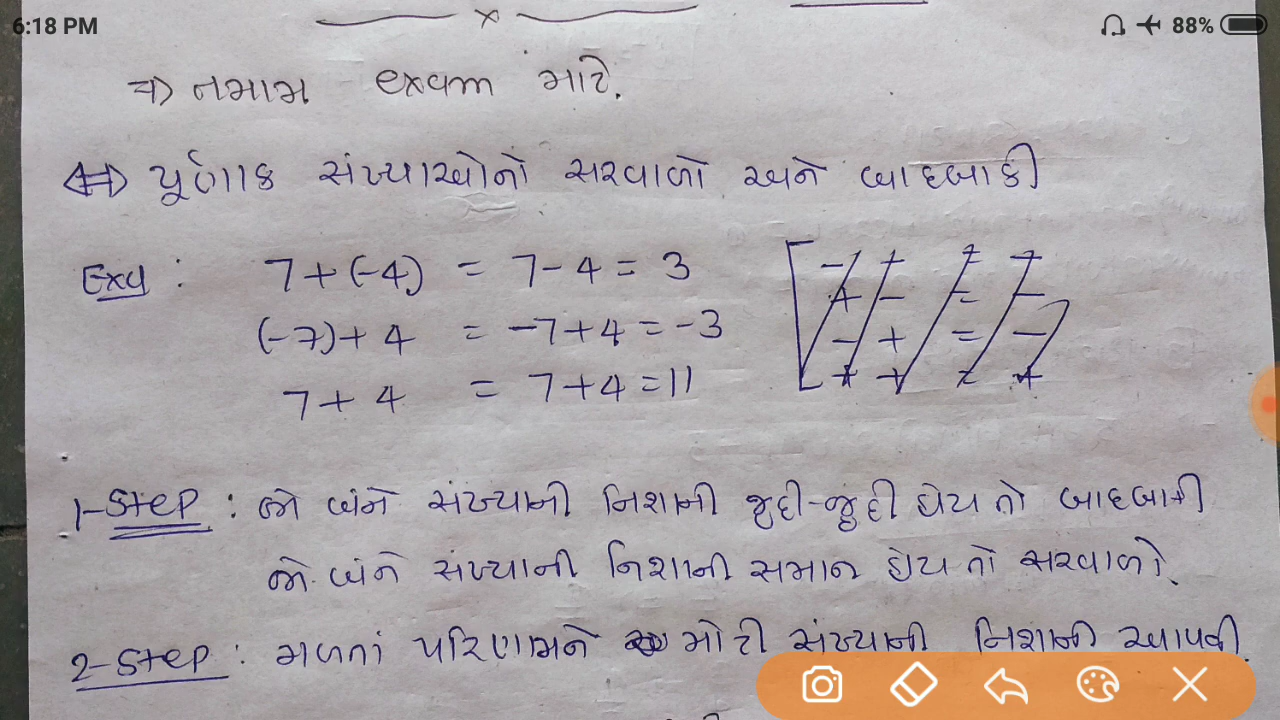 6:18 PM
88%
⇒ તમામ exam માટે.
પૂર્ણાંક સંખ્યાઓનો સરવાળો અને બાદબાકી
Exy : 7+(-4) = 7-4 = 3
(-7)+4 = -7+4 = -3
7+4 = 7+4 = 11
1-Step : જો બંને સંખ્યાની નિશાની જુદી-જુદી હોય તો બાદબાકી
જો બંને સંખ્યાની નિશાની સમાન હોય તો સરવાળો.
2-Step : મળતાં પરિણામને મોટી સંખ્યાની નિશાની આપવી.